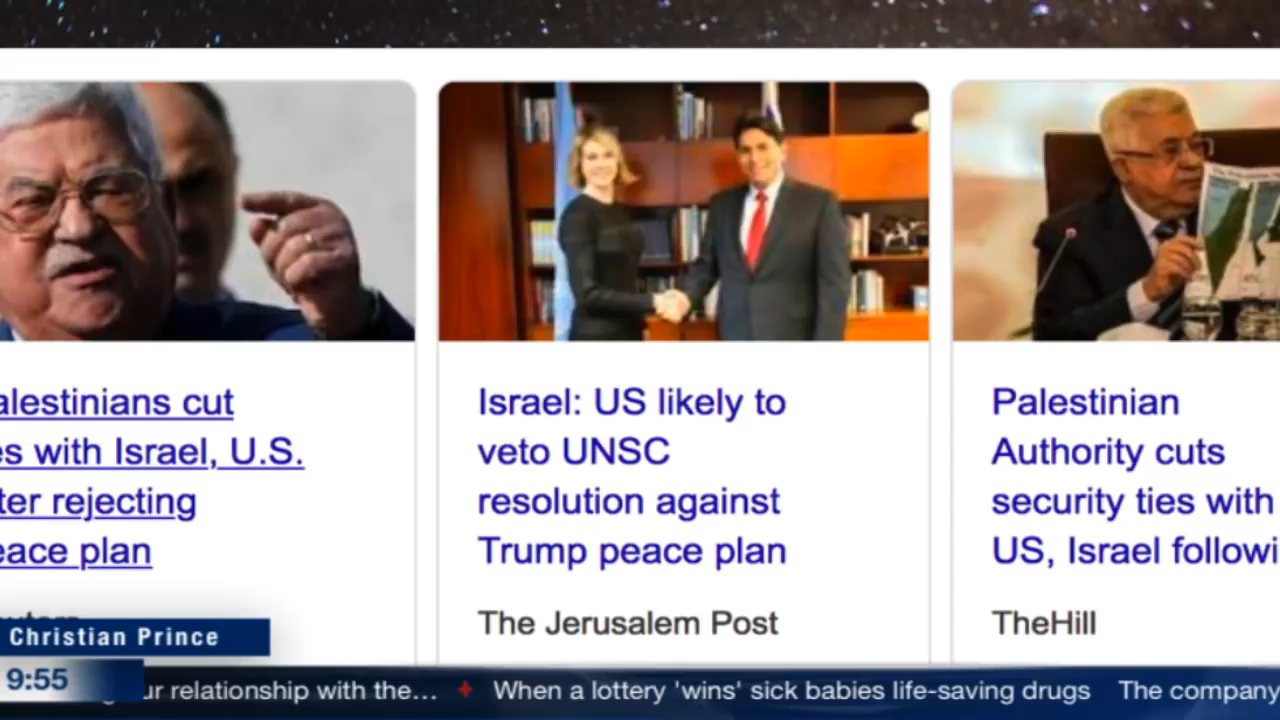 alestinians cut
es with Israel, U.S.
ter rejecting
eace plan
Israel: US likely to
veto UNSC
resolution against
Trump peace plan
The Jerusalem Post
Palestinian
Authority cuts
security ties with
US, Israel followi
TheHill
Christian Prince
9:55
ur relationship with the... + When a lottery 'wins' sick babies life-saving drugs The company